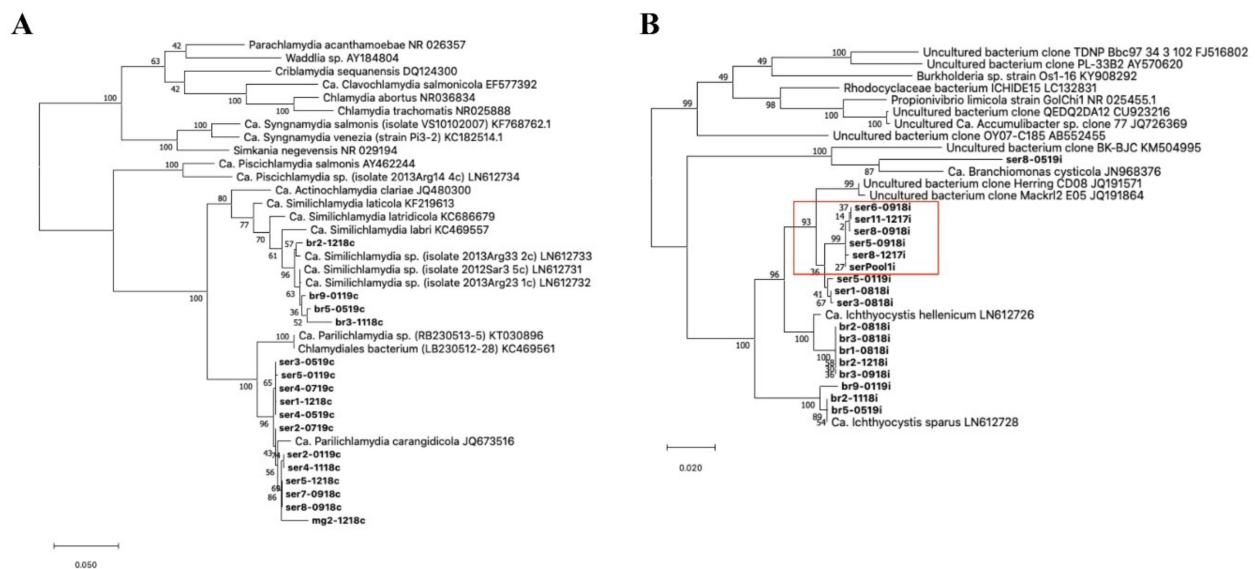 A
Parachlamydia acanthamoebae NR 026357
Waddlia sp. AY184804
Criblamydia sequanensis DQ124300
Ca. Clavochlamydia salmonicola EF577392
Chlamydia abortus NR036834
Chlamydia trachomatis NR025888
Ca. Syngnamydia salmonis (isolate VS10102007) KF768762.1
Ca. Syngnamydia venezia (strain Pi3-2) KC182514.1
Simkania negevensis NR 029194
Ca. Piscichlamydia salmonis AY462244
Ca. Piscichlamydia sp. (isolate 2013Arg14 4c) LN612734
Ca. Actinochlamydia clariae JQ480300
Ca. Similichlamydia laticola KF219613
Ca. Similichlamydia latridicola KC686679
Ca. Similichlamydia labri KC469557
br2-1218c
Ca. Similichlamydia sp. (isolate 2013Arg33 2c) LN612733
Ca. Similichlamydia sp. (isolate 2012Sar3 5c) LN612731
Ca. Similichlamydia sp. (isolate 2013Arg23 1c) LN612732
br9-0119c
br5-0519c
br3-1118c
Ca. Parilichlamydia sp. (RB230513-5) KT030896
Chlamydiales bacterium (LB230512-28) KC469561
ser3-0519c
ser5-0119c
ser4-0719c
ser1-1218c
ser4-0519c
ser2-0719c
Ca. Parilichlamydia carangidicola JQ673516
ser2-0119c
ser4-1118c
ser5-1218c
ser7-0918c
ser8-0918c
mg2-1218c
42
63
42
100
100
100
100
100
100
100
80
77
70
61
57
96
63
36
52
100
100
100
65
96
43
74
56
69
86
0.050
B
Uncultured bacterium clone TDNP Bbc97 34 3 102 FJ516802
Uncultured bacterium clone PL-33B2 AY570620
Burkholderia sp. strain Os1-16 KY908292
Rhodocyclaceae bacterium ICHIDE15 LC132831
Propionivibrio limicola strain GolChi1 NR 025455.1
Uncultured bacterium clone QEDQ2DA12 CU923216
Uncultured Ca. Accumulibacter sp. clone 77 JQ726369
Uncultured bacterium clone OY07-C185 AB552455
Uncultured bacterium clone BK-BJC KM504995
ser8-0519i
Ca. Branchiomonas cysticola JN968376
Uncultured bacterium clone Herring CD08 JQ191571
Uncultured bacterium clone Mackrl2 E05 JQ191864
ser6-0918i
ser11-1217i
ser8-0918i
ser5-0918i
ser8-1217i
serPool1i
ser5-0119i
ser1-0818i
ser3-0818i
Ca. Ichthyocystis hellenicum LN612726
br2-0818i
br3-0818i
br1-0818i
br2-1218i
br3-0918i
br9-0119i
br2-1118i
br5-0519i
Ca. Ichthyocystis sparus LN612728
100
49
49
99
98
100
100
100
87
99
93
37
14
2
99
27
36
41
67
96
100
100
36
100
100
89
54
0.020